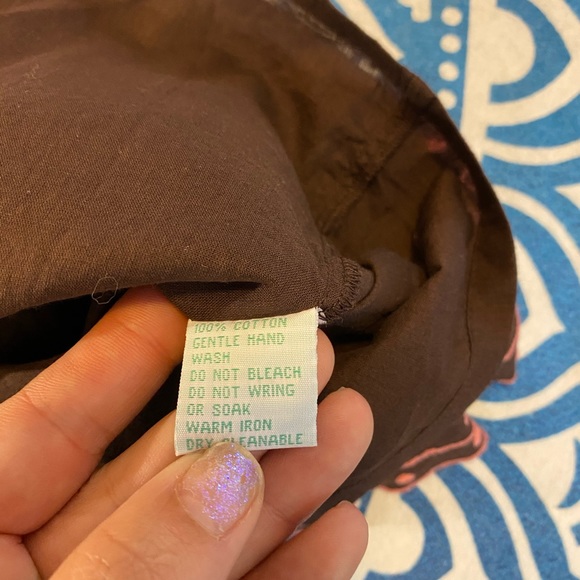 100% COTTON
GENTLE HAND
WASH
DO NOT BLEACH
DO NOT WRING
OR SOAK
WARM IRON
DRY CLEANABLE